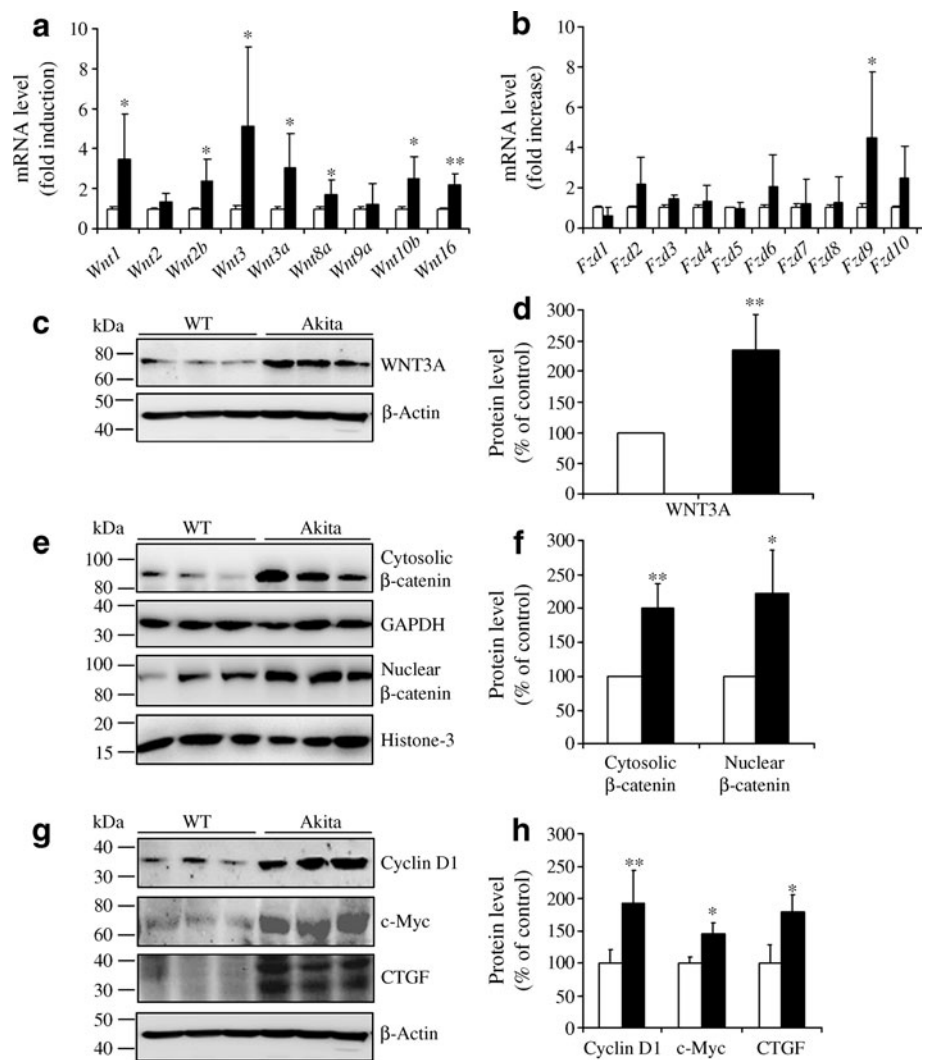 a
mRNA level
(fold induction)
10
8
6
4
2
0
*
*
*
*
*
*
**
Wnt1
Wnt2
Wnt2b
Wnt3
Wnt3a
Wnt8a
Wnt9a
Wnt10b
Wnt16
b
mRNA level
(fold increase)
10
8
6
4
2
0
*
Fzd1
Fzd2
Fzd3
Fzd4
Fzd5
Fzd6
Fzd7
Fzd8
Fzd9
Fzd10
c
kDa
WT
Akita
80
60
WNT3A
50
40
β-Actin
d
Protein level
(% of control)
300
250
200
150
100
50
0
**
WNT3A
e
kDa
WT
Akita
100
80
Cytosolic
β-catenin
40
30
GAPDH
100
80
Nuclear
β-catenin
20
15
Histone-3
f
Protein level
(% of control)
300
250
200
150
100
50
0
**
*
Cytosolic
β-catenin
Nuclear
β-catenin
g
kDa
WT
Akita
40
30
Cyclin D1
80
60
c-Myc
40
30
CTGF
50
40
β-Actin
h
Protein level
(% of control)
300
250
200
150
100
50
0
**
*
*
Cyclin D1
c-Myc
CTGF